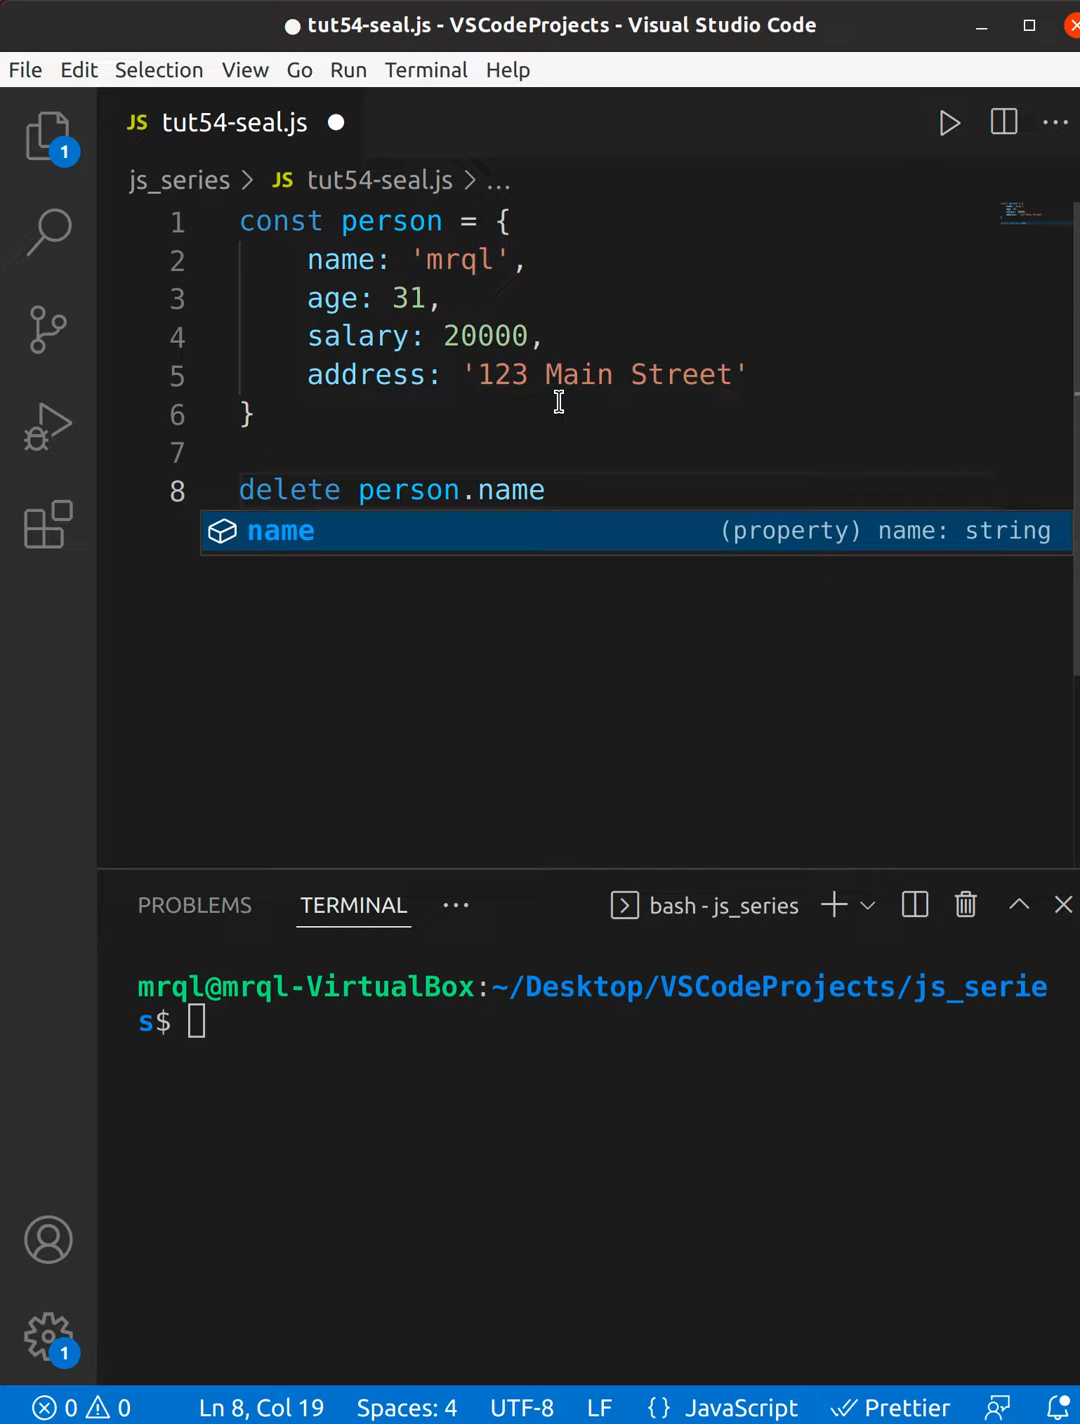 tut54-seal.js - VSCodeProjects - Visual Studio Code
File Edit Selection View Go Run Terminal Help
JS tut54-seal.js
1
js_series > JS tut54-seal.js > ...
1 const person = {
2 name: 'mrql',
3 age: 31,
4 salary: 20000,
5 address: '123 Main Street'
6 }
7
8 delete person.name
name (property) name: string
PROBLEMS TERMINAL ... bash - js_series
mrql@mrql-VirtualBox:~/Desktop/VSCodeProjects/js_serie
s$
1
0 0 Ln 8, Col 19 Spaces: 4 UTF-8 LF {} JavaScript Prettier